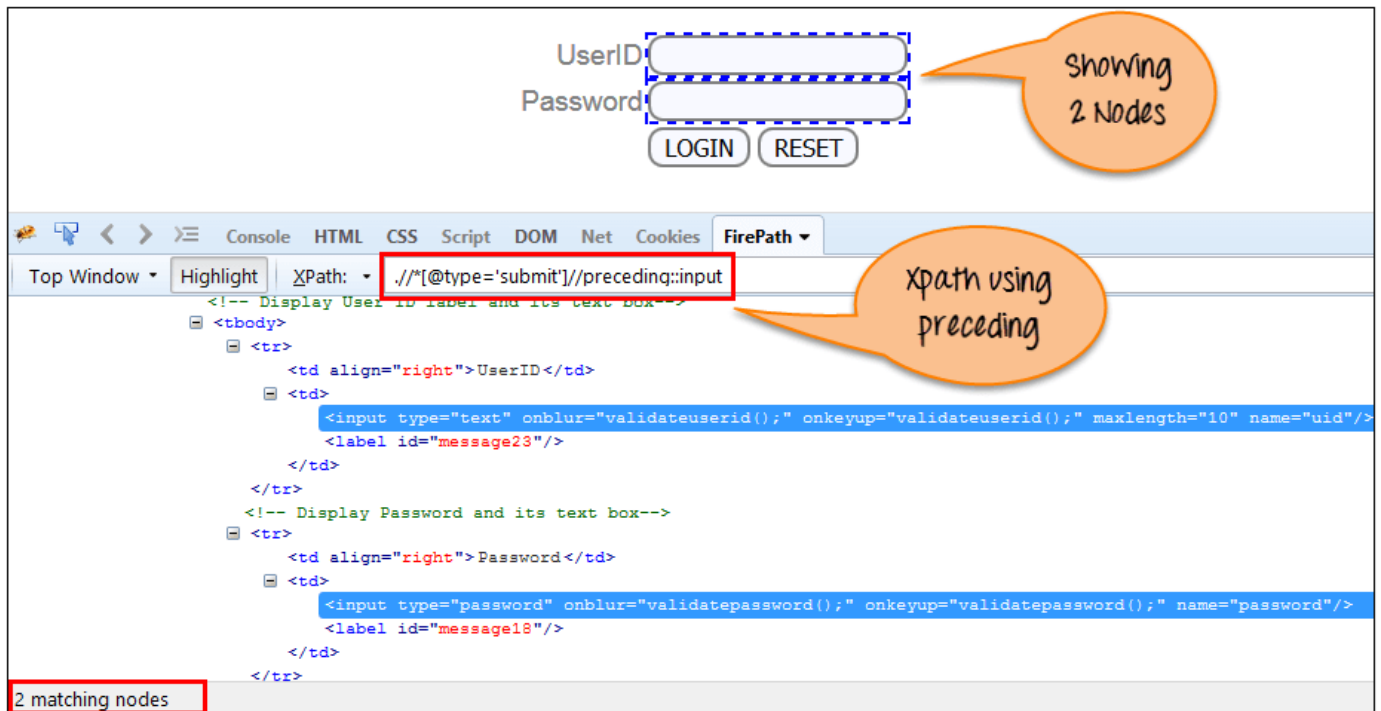 UserID
Password
LOGIN RESET
Showing
2 Nodes
Console HTML CSS Script DOM Net Cookies FirePath
Top Window Highlight XPath: .//*[@type='submit']//preceding::input
Xpath using
preceding
<!-- Display User ID label and its text box-->
<tbody>
<tr>
<td align="right">UserID</td>
<td>
<input type="text" onblur="validateuserid();" onkeyup="validateuserid();" maxlength="10" name="uid"/>
<label id="message23"/>
</td>
</tr>
<!-- Display Password and its text box-->
<tr>
<td align="right">Password</td>
<td>
<input type="password" onblur="validatepassword();" onkeyup="validatepassword();" name="password"/>
<label id="message18"/>
</td>
</tr>
2 matching nodes